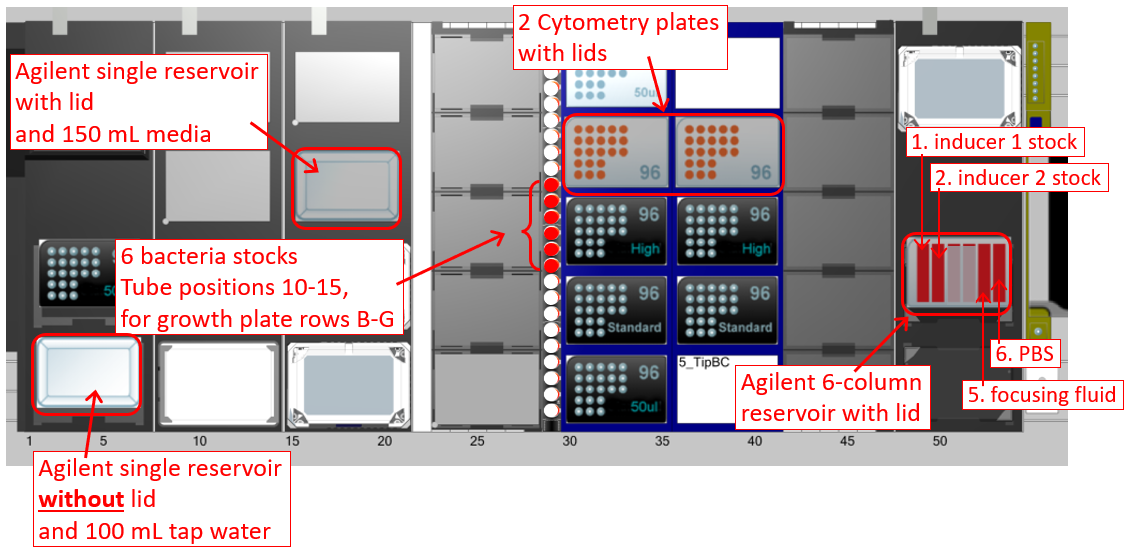 2 Cytometry plates
with lids
Agilent single reservoir
with lid
and 150 mL media
50ul
96
96
1. inducer 1 stock
2. inducer 2 stock
6 bacteria stocks
Tube positions 10-15,
for growth plate rows B-G
96
50
96
High
96
High
96
Standard
96
Standard
96
50ul
5_TipBC
Agilent 6-column
reservoir with lid
6. PBS
5. focusing fluid
1
5
10
15
20
25
30
35
40
45
50
Agilent single reservoir
without lid
and 100 mL tap water